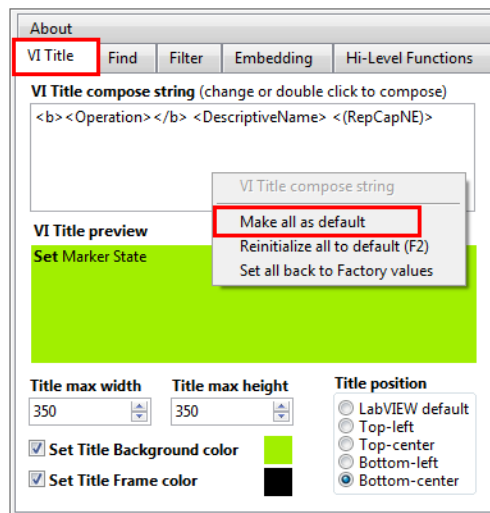 About
VI Title Find Filter Embedding Hi-Level Functions
VI Title compose string (change or double click to compose)
<b><Operation></b> <DescriptiveName> <(RepCapNE)>
VI Title compose string
Make all as default
Reinitialize all to default (F2)
Set all back to Factory values
VI Title preview
Set Marker State
Title max width Title max height Title position
350 350
LabVIEW default
Top-left
Top-center
Bottom-left
Bottom-center
Set Title Background color
Set Title Frame color